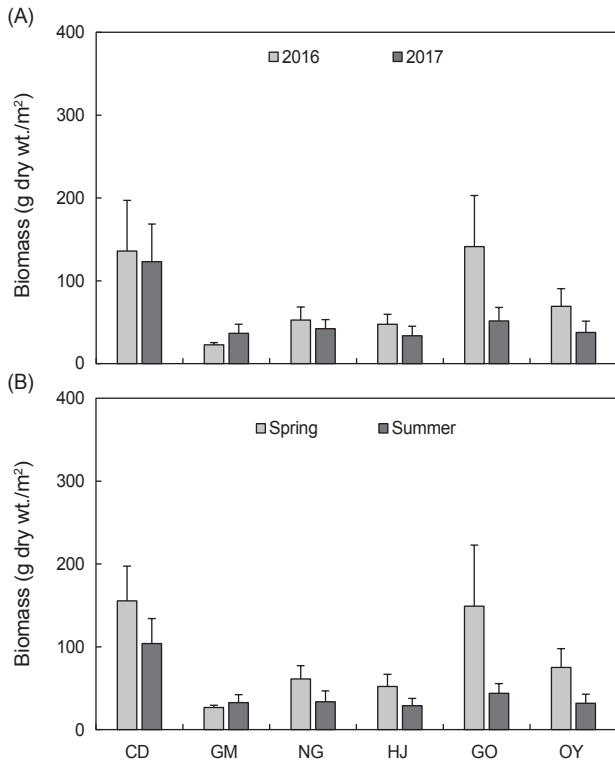 (A)
400
2016 2017
300
200
100
0
Biomass (g dry wt./m²)
(B)
400
Spring Summer
300
200
100
0
Biomass (g dry wt./m²)
CD GM NG HJ GO OY